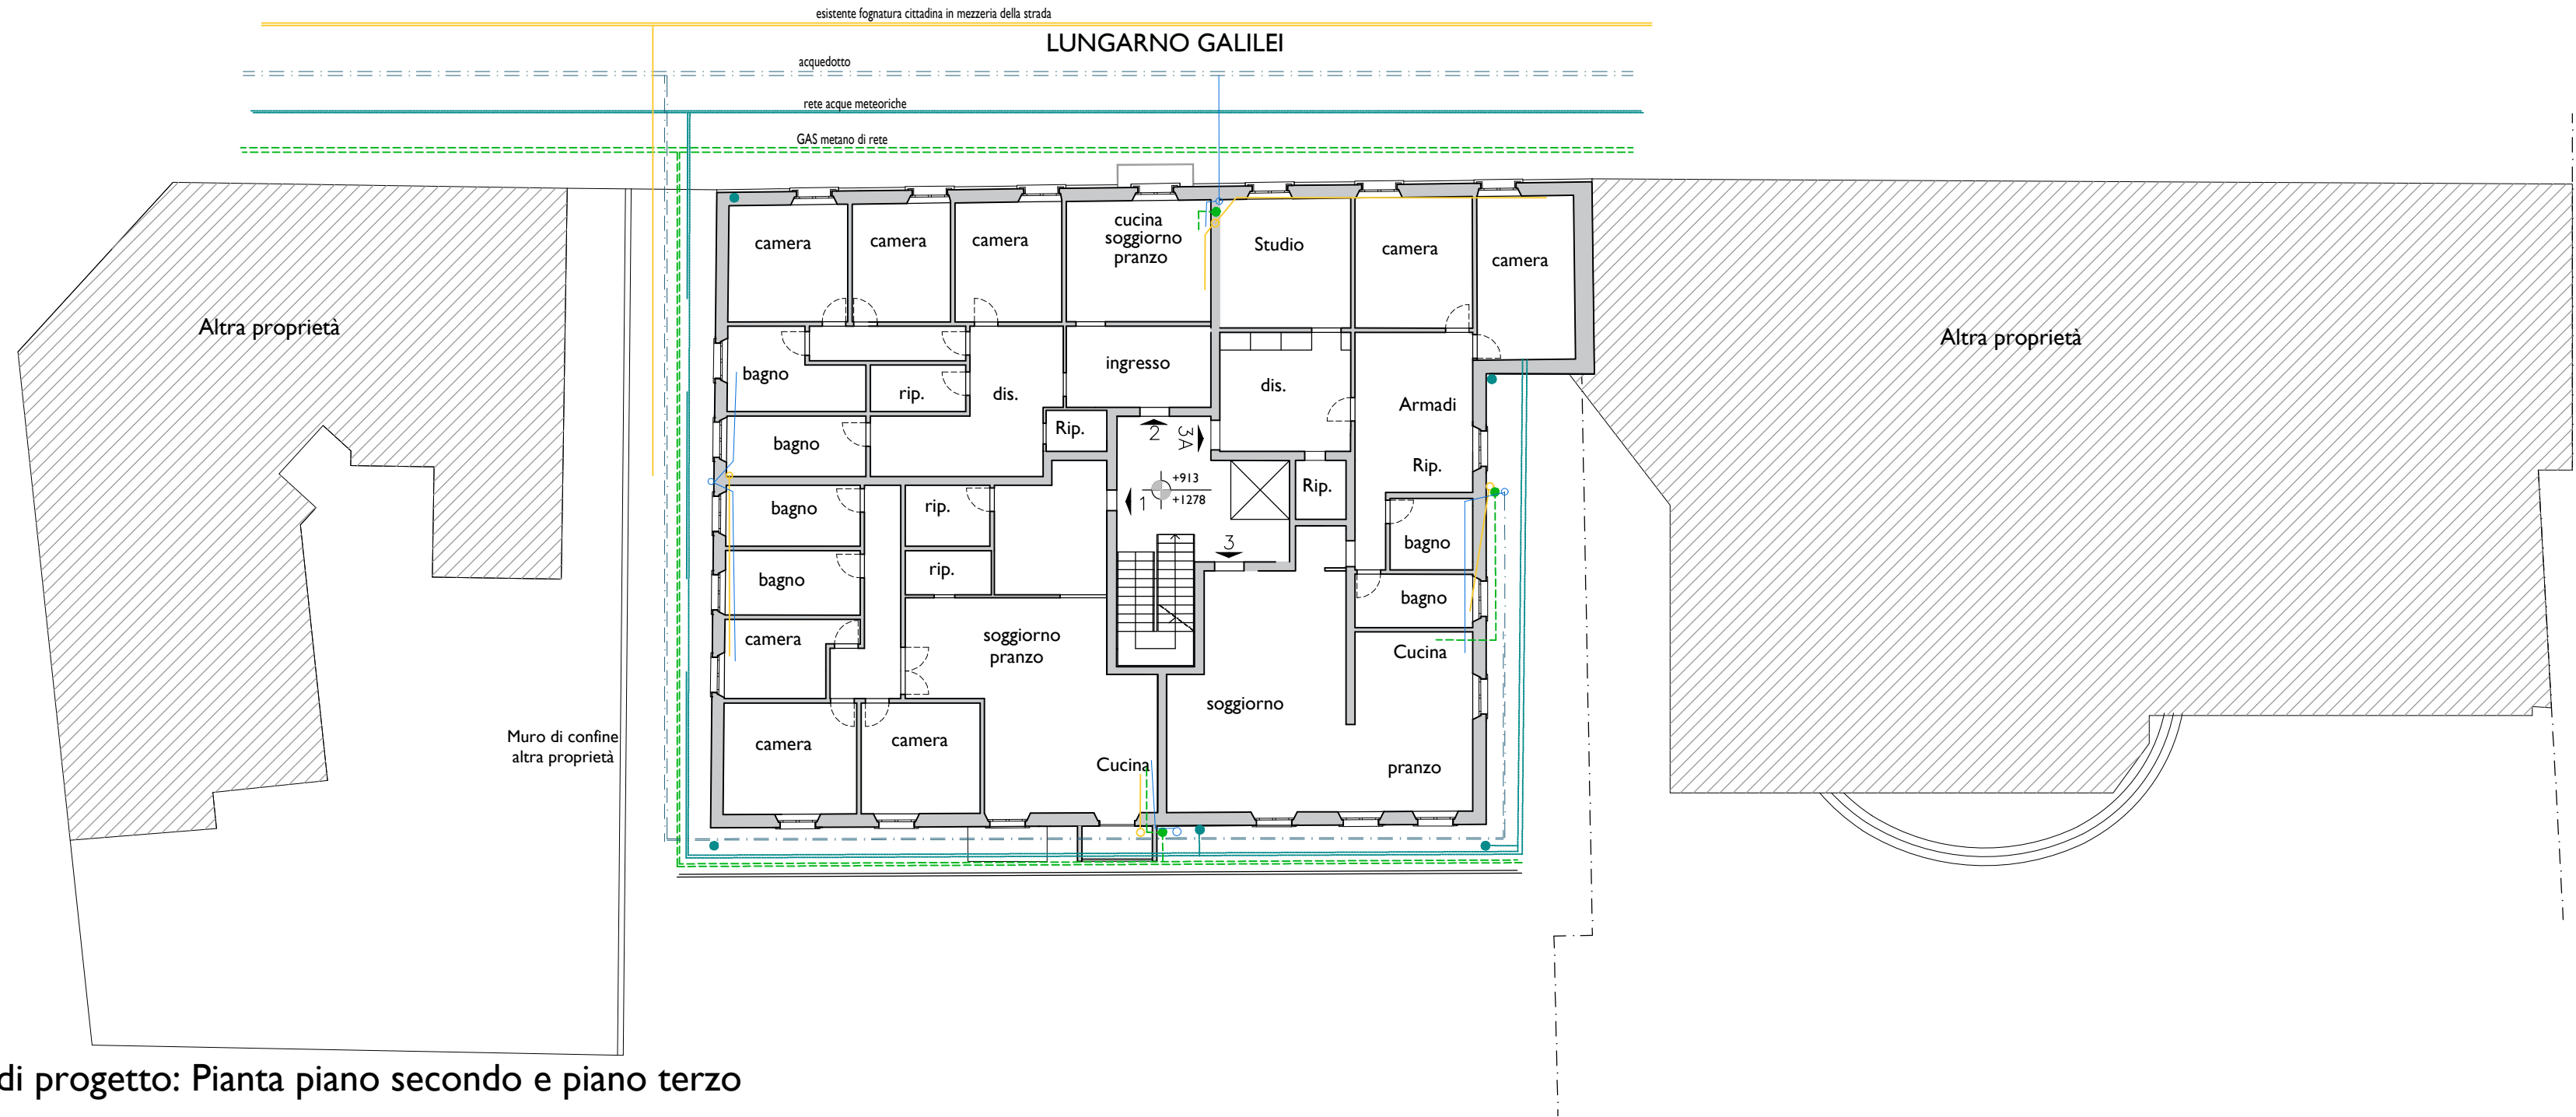 esistente fognatura cittadina in mezzeria della strada
LUNGARNO GALILEI
acquedotto
rete acque meteoriche
GAS metano di rete
camera
camera
camera
cucina
soggiorno
pranzo
Studio
camera
camera
Altra proprietà
Altra proprietà
bagno
rip.
dis.
ingresso
dis.
Armadi
Rip.
bagno
Rip.
2
3A
+913
+1278
1
Rip.
bagno
rip.
bagno
bagno
rip.
3
bagno
camera
soggiorno
pranzo
Cucina
soggiorno
Muro di confine
altra proprietà
camera
camera
Cucina
pranzo
di progetto: Pianta piano secondo e piano terzo